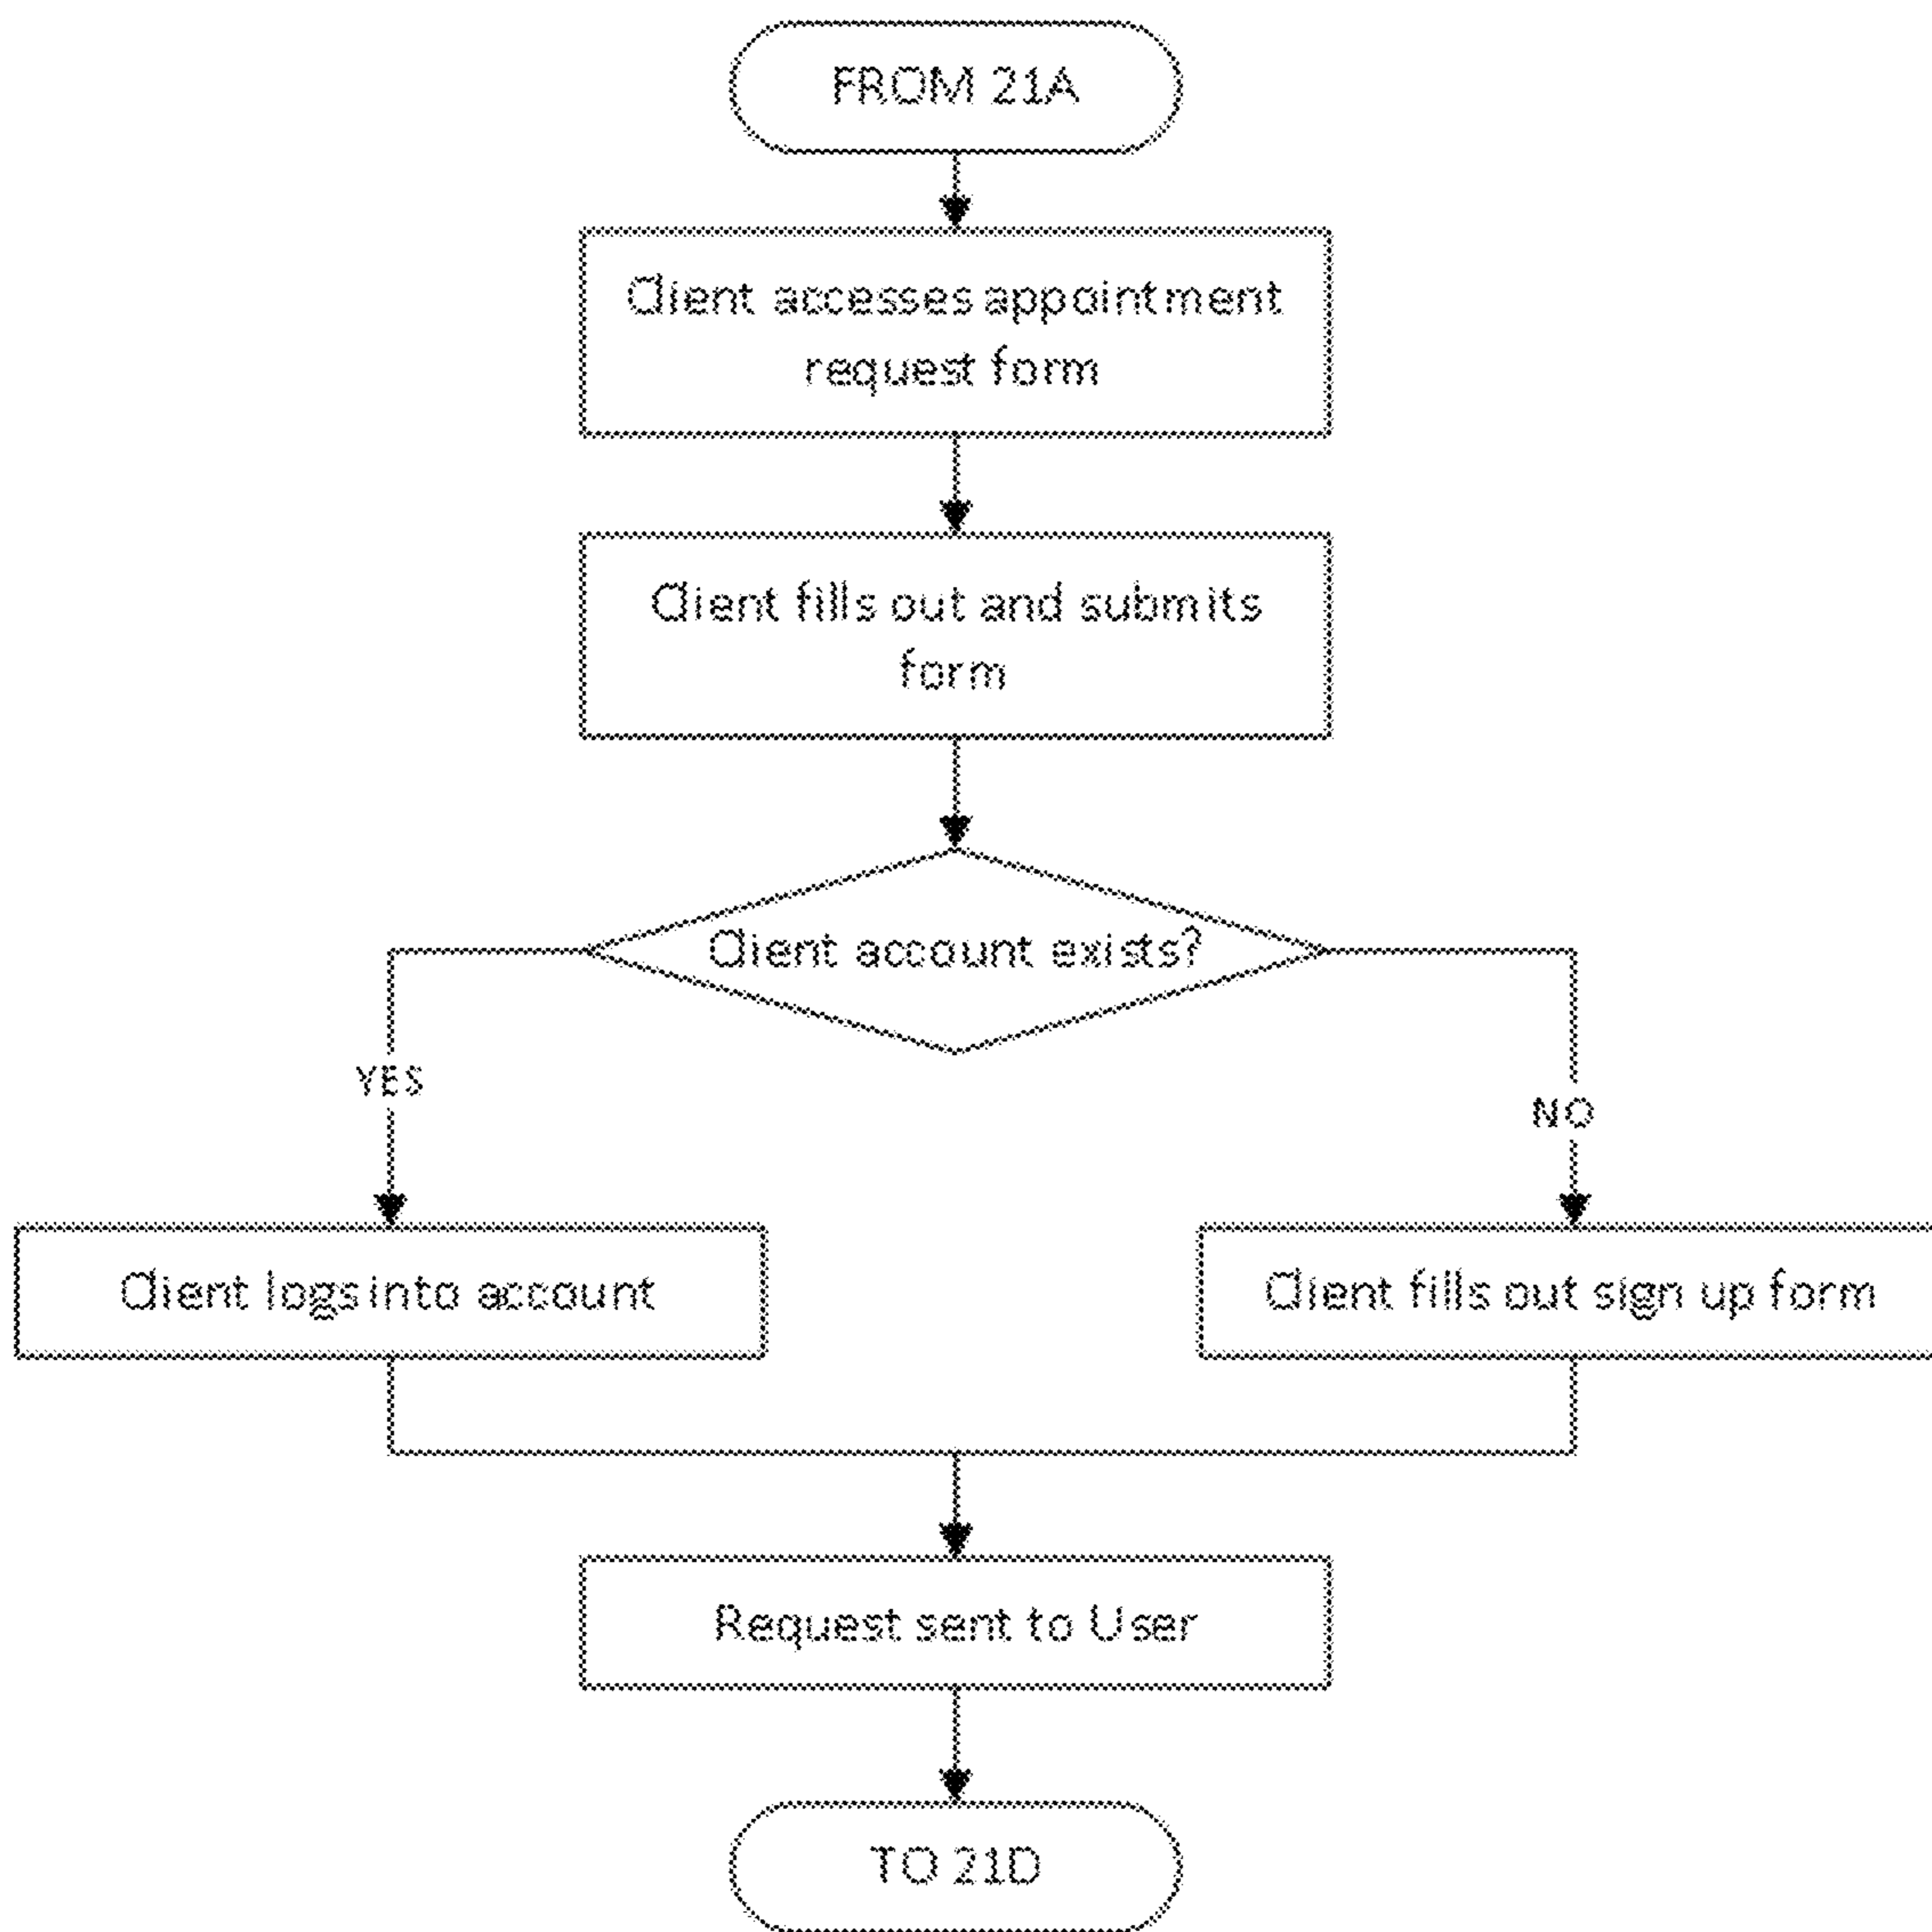 FROM 21A
Client accesses appointment
request form
Client fills out and submits
form
Client account exists?
YES
NO
Client logs into account
Client fills out sign up form
Request sent to User
TO 21D